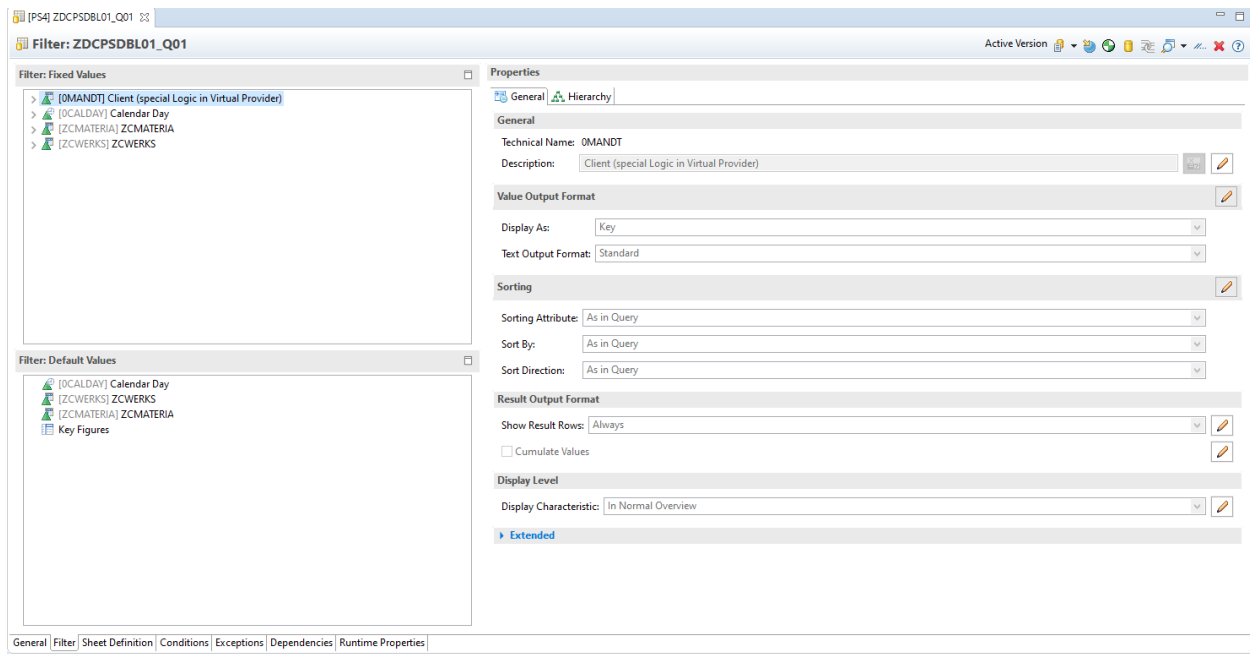 [PS4] ZDCPSDBL01_Q01
Filter: ZDCPSDBL01_Q01
Active Version
Filter: Fixed Values
[0MANDT] Client (special Logic in Virtual Provider)
[0CALDAY] Calendar Day
[ZCMATERIA] ZCMATERIA
[ZCWERKS] ZCWERKS
Filter: Default Values
[0CALDAY] Calendar Day
[ZCWERKS] ZCWERKS
[ZCMATERIA] ZCMATERIA
Key Figures
Properties
General Hierarchy
General
Technical Name: 0MANDT
Description: Client (special Logic in Virtual Provider)
Value Output Format
Display As: Key
Text Output Format: Standard
Sorting
Sorting Attribute: As in Query
Sort By: As in Query
Sort Direction: As in Query
Result Output Format
Show Result Rows: Always
Cumulate Values
Display Level
Display Characteristic: In Normal Overview
Extended
General Filter Sheet Definition Conditions Exceptions Dependencies Runtime Properties